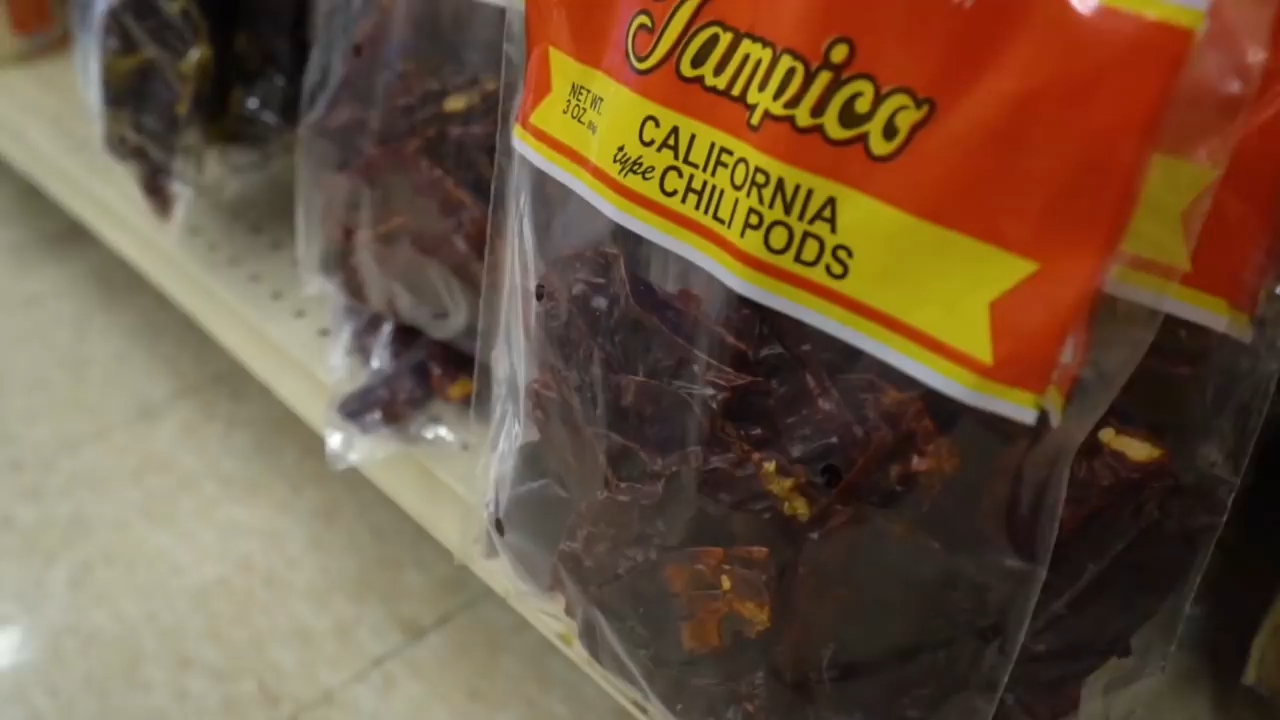 Tampico
NET WT.
3 OZ.
CALIFORNIA
type CHILI PODS